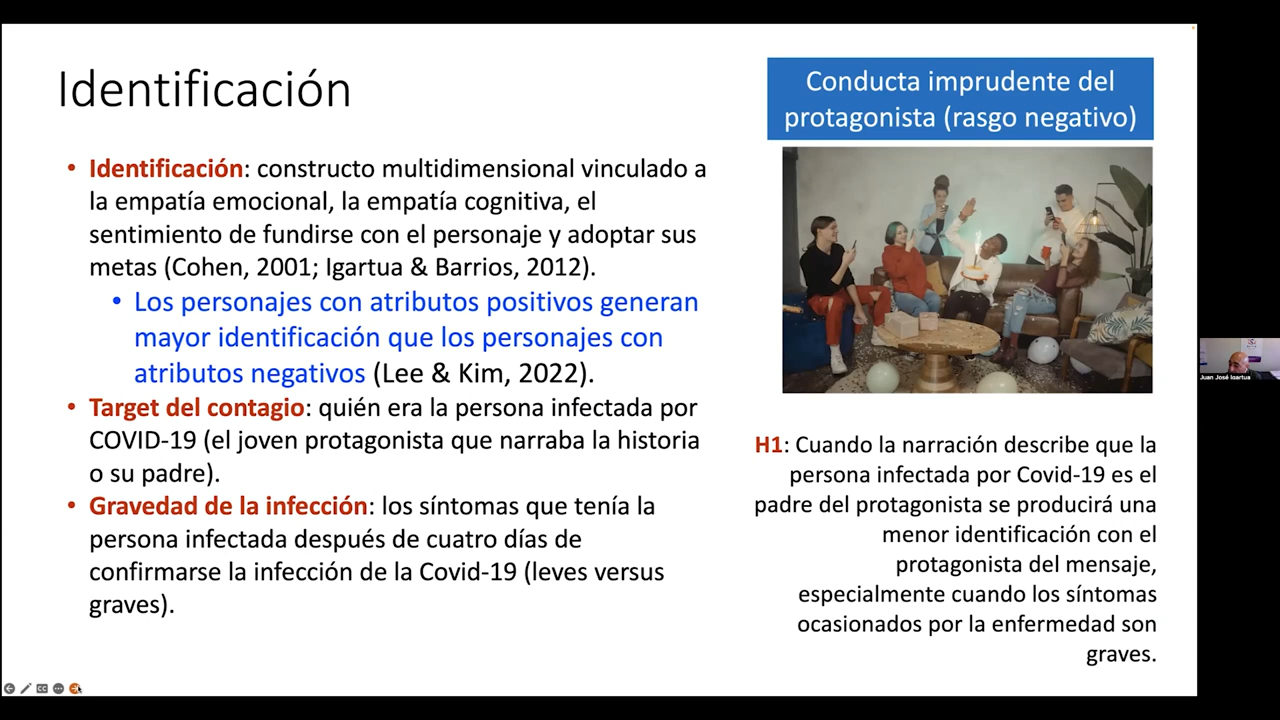 Identificación
• Identificación: constructo multidimensional vinculado a
la empatía emocional, la empatía cognitiva, el
sentimiento de fundirse con el personaje y adoptar sus
metas (Cohen, 2001; Igartua & Barrios, 2012).
• Los personajes con atributos positivos generan
mayor identificación que los personajes con
atributos negativos (Lee & Kim, 2022).
• Target del contagio: quién era la persona infectada por
COVID-19 (el joven protagonista que narraba la historia
o su padre).
• Gravedad de la infección: los síntomas que tenía la
persona infectada después de cuatro días de
confirmarse la infección de la Covid-19 (leves versus
graves).
Conducta imprudente del
protagonista (rasgo negativo)
H1: Cuando la narración describe que la
persona infectada por Covid-19 es el
padre del protagonista se producirá una
menor identificación con el
protagonista del mensaje,
especialmente cuando los síntomas
ocasionados por la enfermedad son
graves.
Juan José Igartua